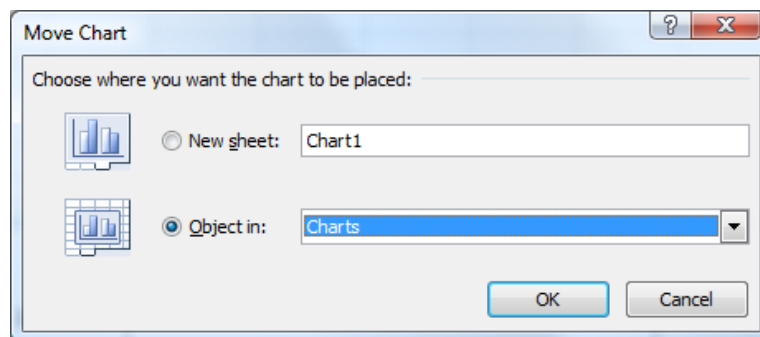 Move Chart
Choose where you want the chart to be placed:
New sheet: Chart1
Object in: Charts
OK Cancel